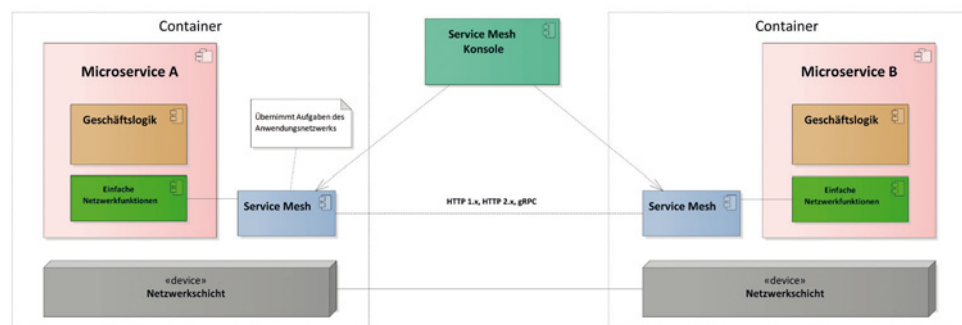 Container
Microservice A
Geschäftslogik
Einfache
Netzwerkfunktionen
Übernimmt Aufgaben des
Anwendungsnetzwerks
Service Mesh
«device»
Netzwerkschicht
Service Mesh
Konsole
HTTP 1.x, HTTP 2.x, gRPC
Container
Microservice B
Geschäftslogik
Einfache
Netzwerkfunktionen
Service Mesh
«device»
Netzwerkschicht